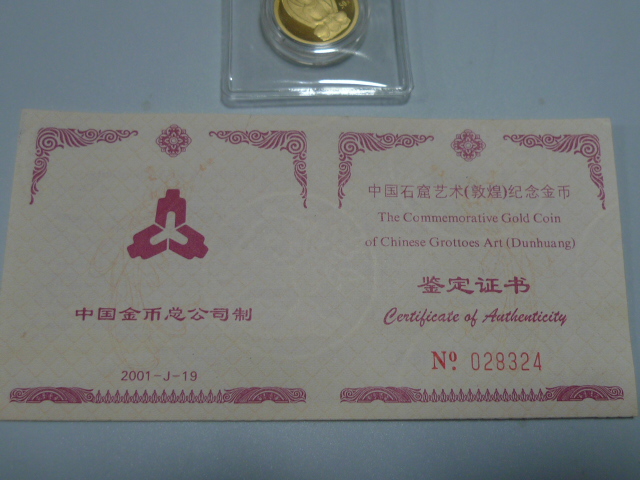 中国金币总公司制
2001-J-19
中国石窟艺术(敦煌)纪念金币
The Commemorative Gold Coin
of Chinese Grottoes Art (Dunhuang)
鉴定证书
Certificate of Authenticity
Nº 028324